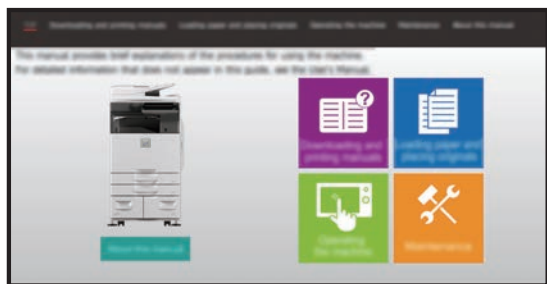 Downloading and printing manuals Loading paper and placing originals Operating the machine Maintenance About this manual
This manual provides brief explanations of the procedures for using the machine.
For detailed information that does not appear in this guide, see the User's Manual.
?
Downloading and
printing manuals
Loading paper and
placing originals
Operating
the machine
Maintenance
About this manual